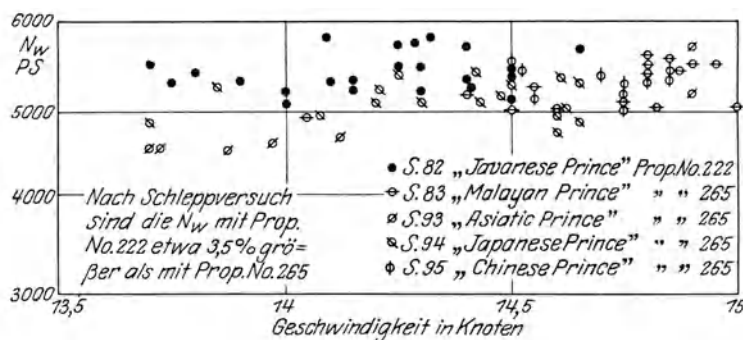 6000
N_W
PS
5000
4000
3000
13,5
14
14,5
15
Geschwindigkeit in Knoten
Nach Schleppversuch
sind die N_W mit Prop.
No.222 etwa 3,5% grö=
ßer als mit Prop.No.265
● S.82 „Javanese Prince" Prop.No.222
S.83 „Malayan Prince" " " 265
S.93 „Asiatic Prince" " " 265
S.94 „Japanese Prince" " " 265
S.95 „Chinese Prince" " " 265